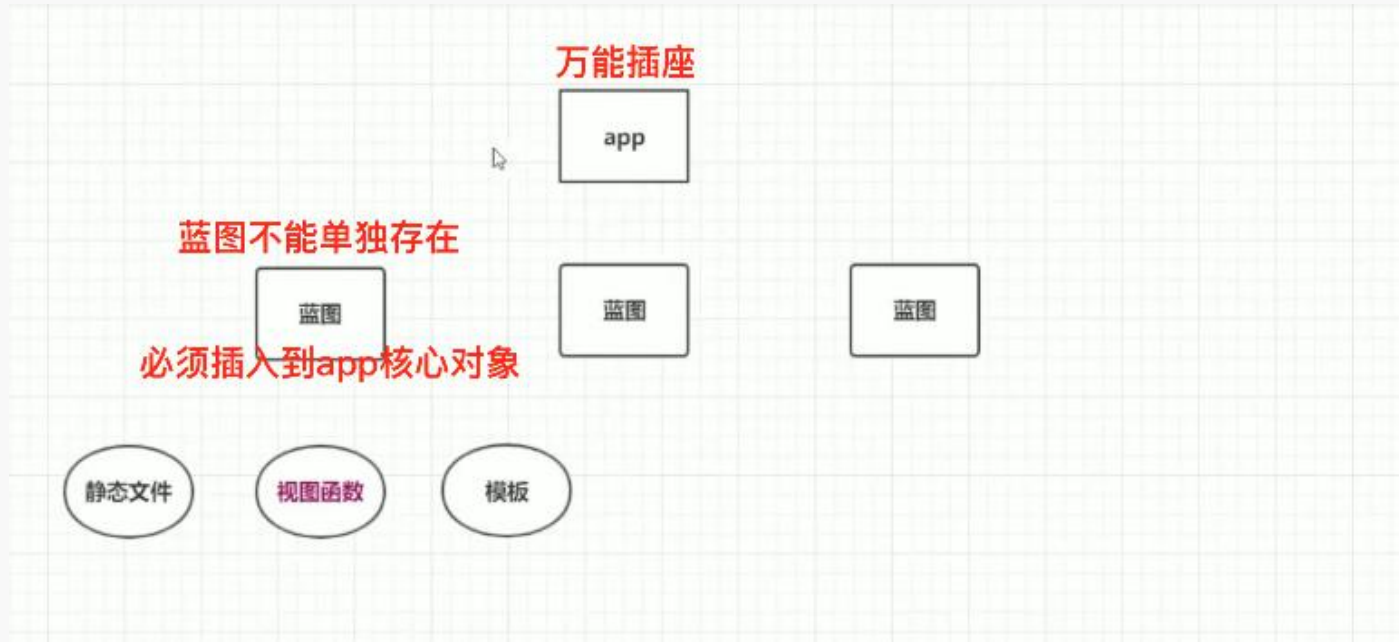 万能插座
app
蓝图不能单独存在
蓝图
蓝图
蓝图
必须插入到app核心对象
静态文件
视图函数
模板